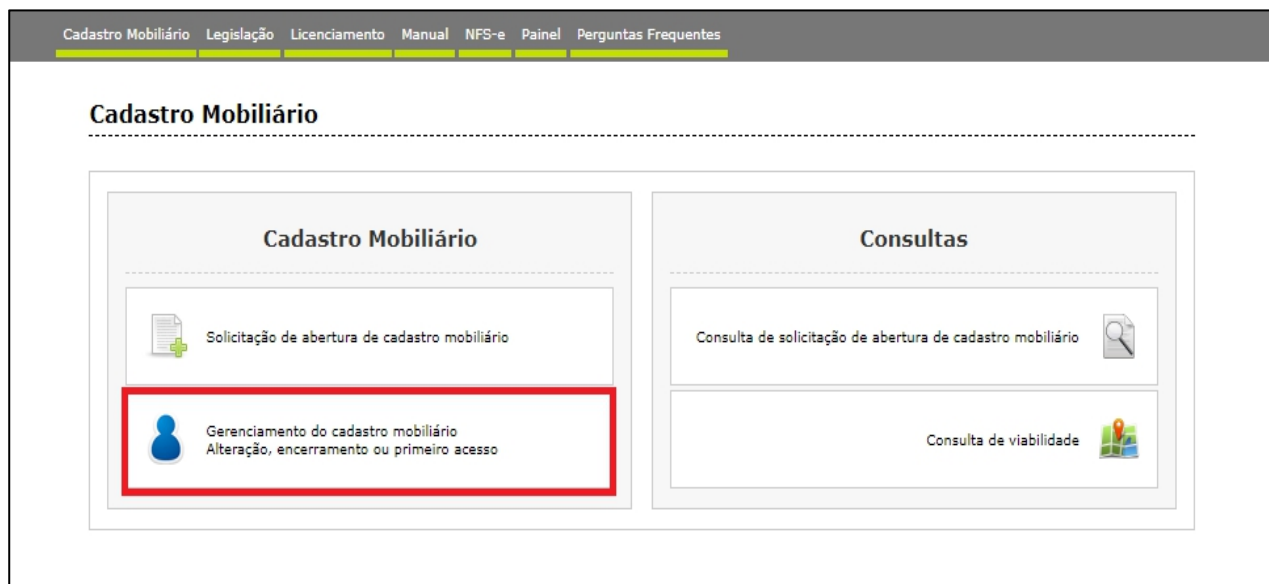 Cadastro Mobiliário Legislação Licenciamento Manual NFS-e Painel Perguntas Frequentes
Cadastro Mobiliário
Cadastro Mobiliário
Solicitação de abertura de cadastro mobiliário
Gerenciamento do cadastro mobiliário
Alteração, encerramento ou primeiro acesso
Consultas
Consulta de solicitação de abertura de cadastro mobiliário
Consulta de viabilidade